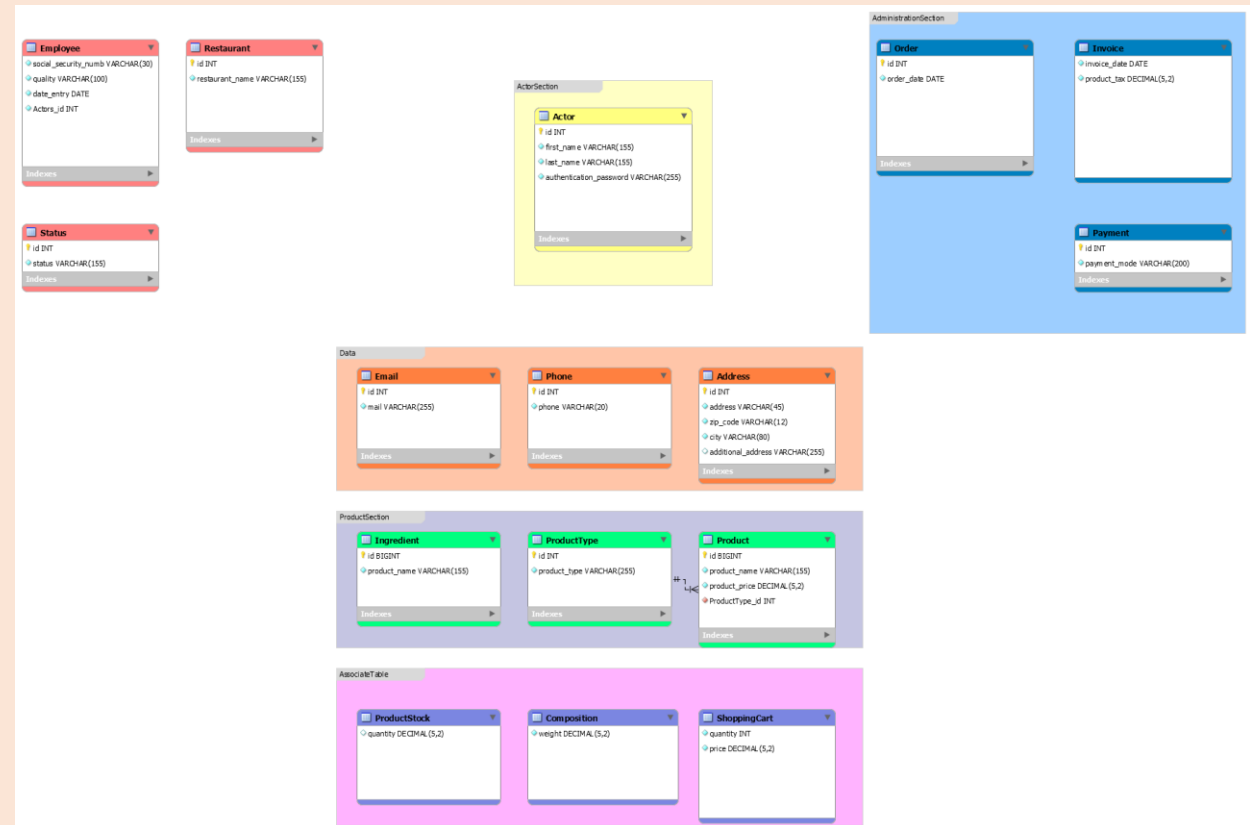 AdministrationSection
Employee
social_security_numb VARCHAR(30)
quality VARCHAR(100)
date_entry DATE
Actors_id INT
Indexes
Restaurant
id INT
restaurant_name VARCHAR(155)
Indexes
ActorSection
Actor
id INT
first_name VARCHAR(155)
last_name VARCHAR(155)
authentication_password VARCHAR(255)
Indexes
Order
id INT
order_date DATE
Indexes
Invoice
invoice_date DATE
product_tax DECIMAL(5,2)
Status
id INT
status VARCHAR(155)
Indexes
Payment
id INT
payment_mode VARCHAR(200)
Indexes
Data
Email
id INT
mail VARCHAR(255)
Indexes
Phone
id INT
phone VARCHAR(20)
Indexes
Address
id INT
address VARCHAR(45)
zip_code VARCHAR(12)
city VARCHAR(80)
additional_address VARCHAR(255)
Indexes
ProductSection
Ingredient
id BIGINT
product_name VARCHAR(155)
Indexes
ProductType
id INT
product_type VARCHAR(255)
Indexes
Product
id BIGINT
product_name VARCHAR(155)
product_price DECIMAL(5,2)
ProductType_id INT
Indexes
AssociateTable
ProductStock
quantity DECIMAL(5,2)
Composition
weight DECIMAL(5,2)
ShoppingCart
quantity INT
price DECIMAL(5,2)